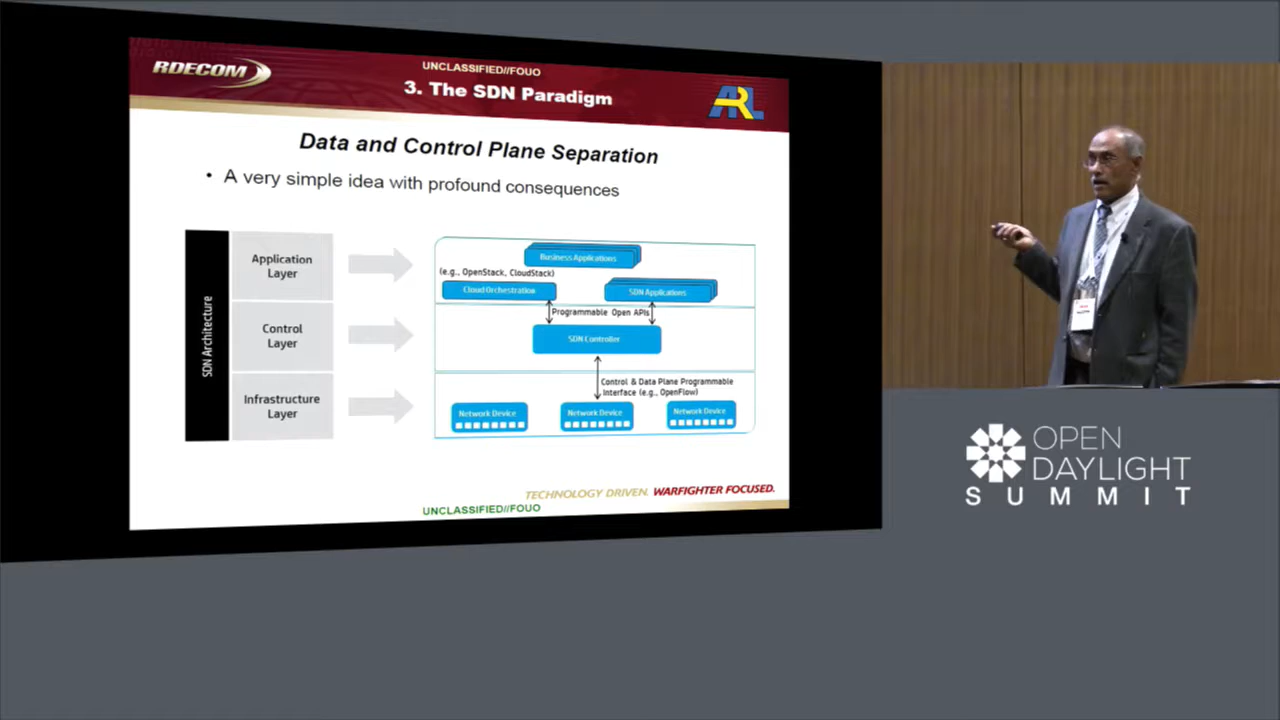 RDECOM
UNCLASSIFIED//FOUO
3. The SDN Paradigm
ARL
Data and Control Plane Separation
• A very simple idea with profound consequences
SDN Architecture
Application
Layer
Control
Layer
Infrastructure
Layer
Business Applications
(e.g., OpenStack, CloudStack)
Cloud Orchestration
SDN Applications
Programmable Open APIs
SDN Controller
Control & Data Plane Programmable
Interface (e.g., OpenFlow)
Network Device
Network Device
Network Device
TECHNOLOGY DRIVEN. WARFIGHTER FOCUSED.
UNCLASSIFIED//FOUO
OPEN
DAYLIGHT
SUMMIT